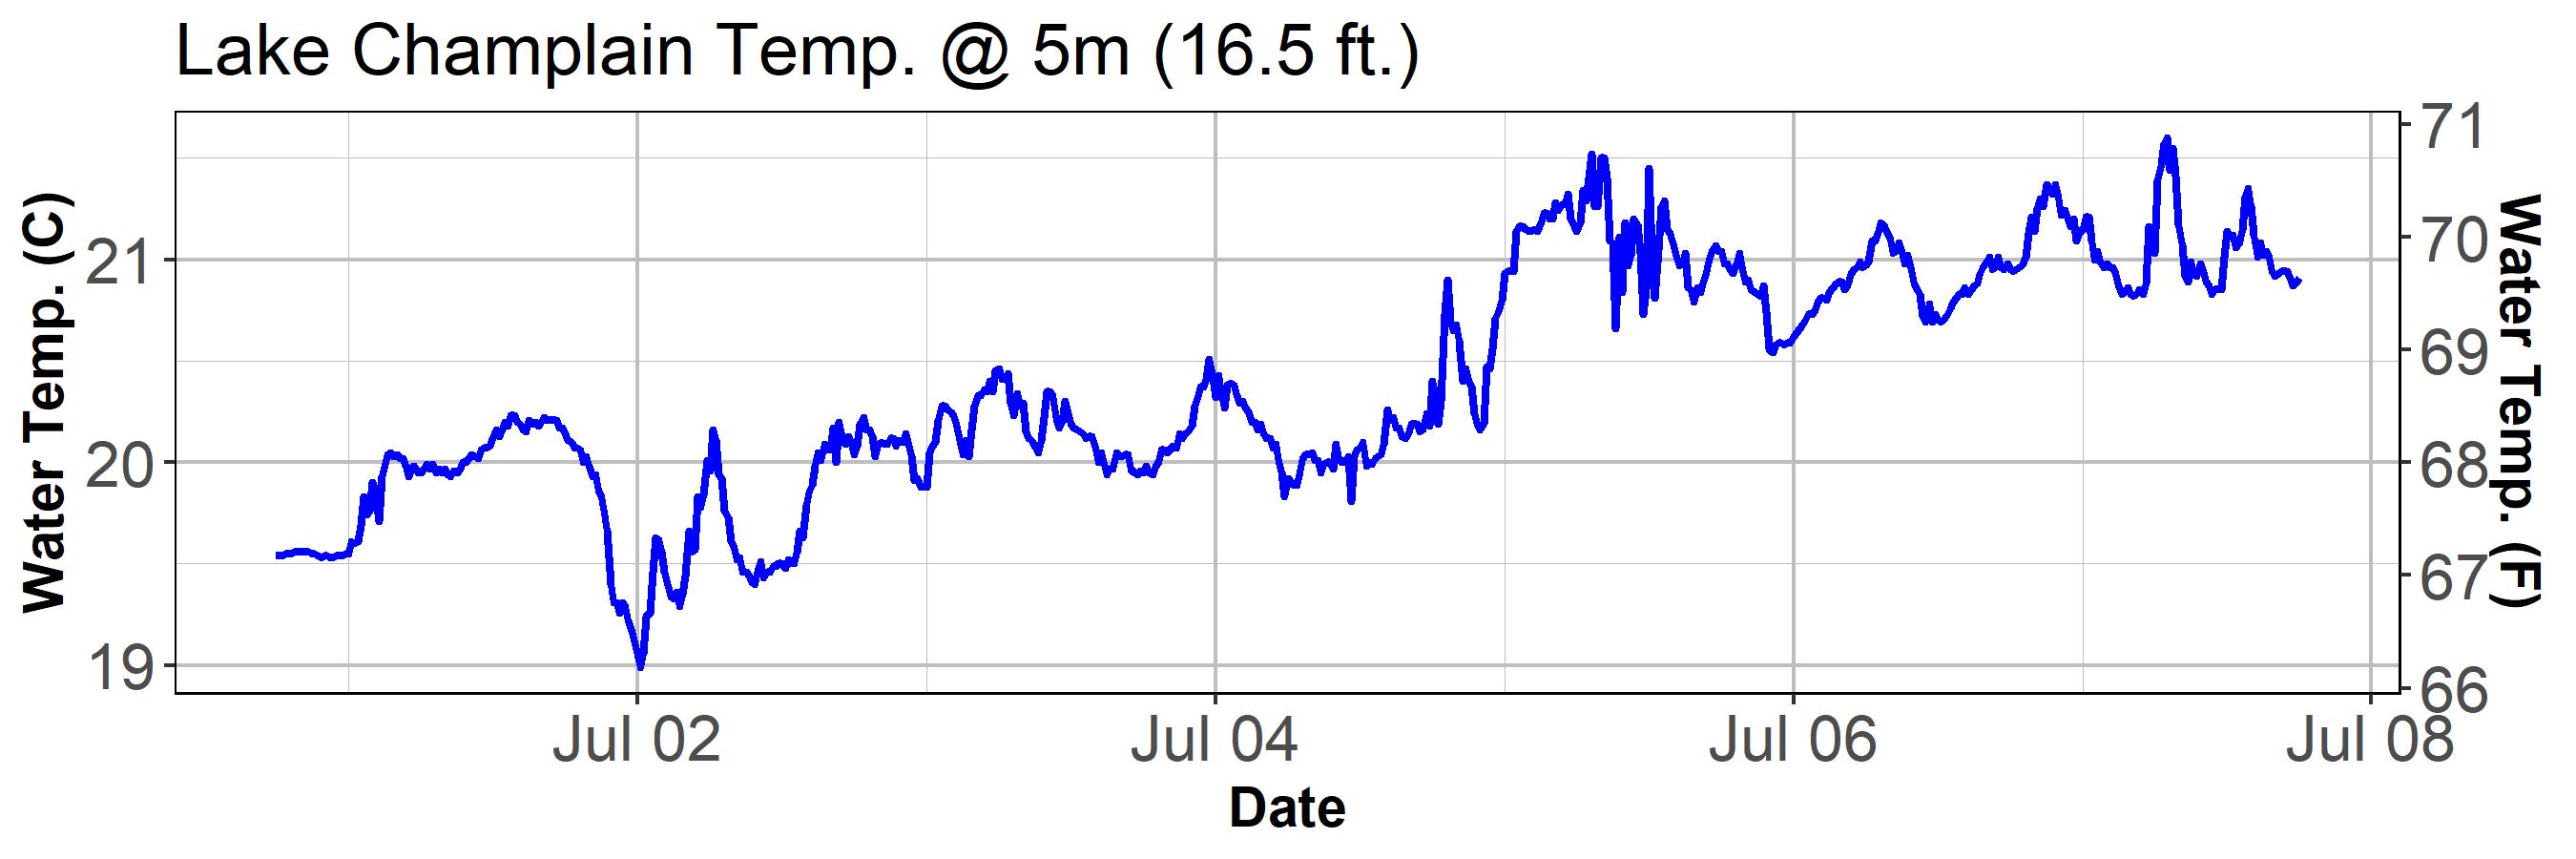 Lake Champlain Temp. @ 5m (16.5 ft.)
Water Temp. (C)
21
20
19
71
70
69
68
67
66
Water Temp. (F)
Jul 02
Jul 04
Jul 06
Jul 08
Date